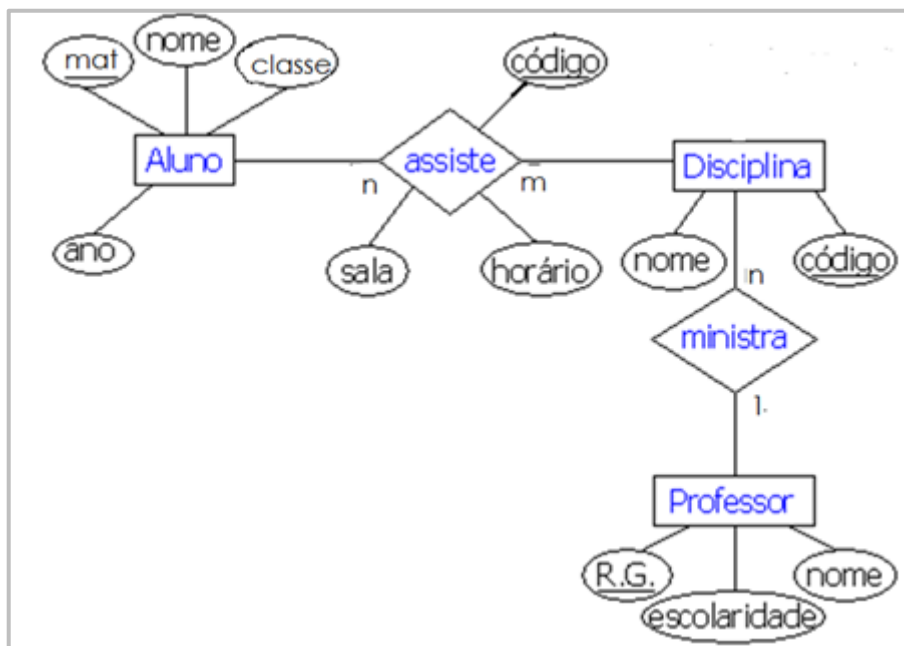 nome
mat
classe
código
Aluno
assiste
Disciplina
n
m
ano
sala
horário
nome
código
n
ministra
1
Professor
R.G.
nome
escolaridade